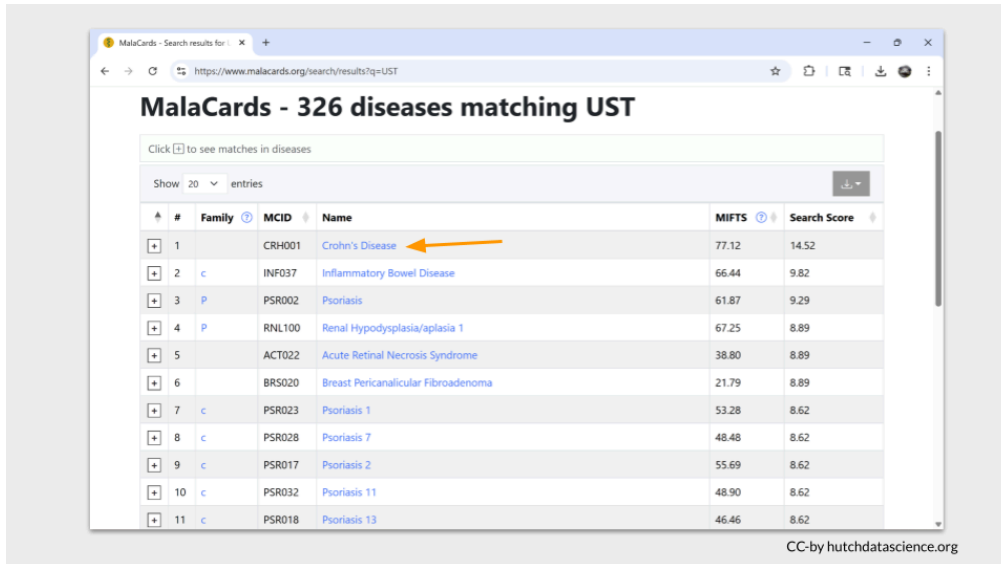 MalaCards - Search results for
https://www.malacards.org/search/results?q=UST
MalaCards - 326 diseases matching UST
Click + to see matches in diseases
Show 20 entries
# Family ? MCID Name MIFTS ? Search Score
+ 1 CRH001 Crohn's Disease 77.12 14.52
+ 2 c INF037 Inflammatory Bowel Disease 66.44 9.82
+ 3 P PSR002 Psoriasis 61.87 9.29
+ 4 P RNL100 Renal Hypodysplasia/aplasia 1 67.25 8.89
+ 5 ACT022 Acute Retinal Necrosis Syndrome 38.80 8.89
+ 6 BRS020 Breast Pericanalicular Fibroadenoma 21.79 8.89
+ 7 c PSR023 Psoriasis 1 53.28 8.62
+ 8 c PSR028 Psoriasis 7 48.48 8.62
+ 9 c PSR017 Psoriasis 2 55.69 8.62
+ 10 c PSR032 Psoriasis 11 48.90 8.62
+ 11 c PSR018 Psoriasis 13 46.46 8.62
CC-by hutchdatascience.org